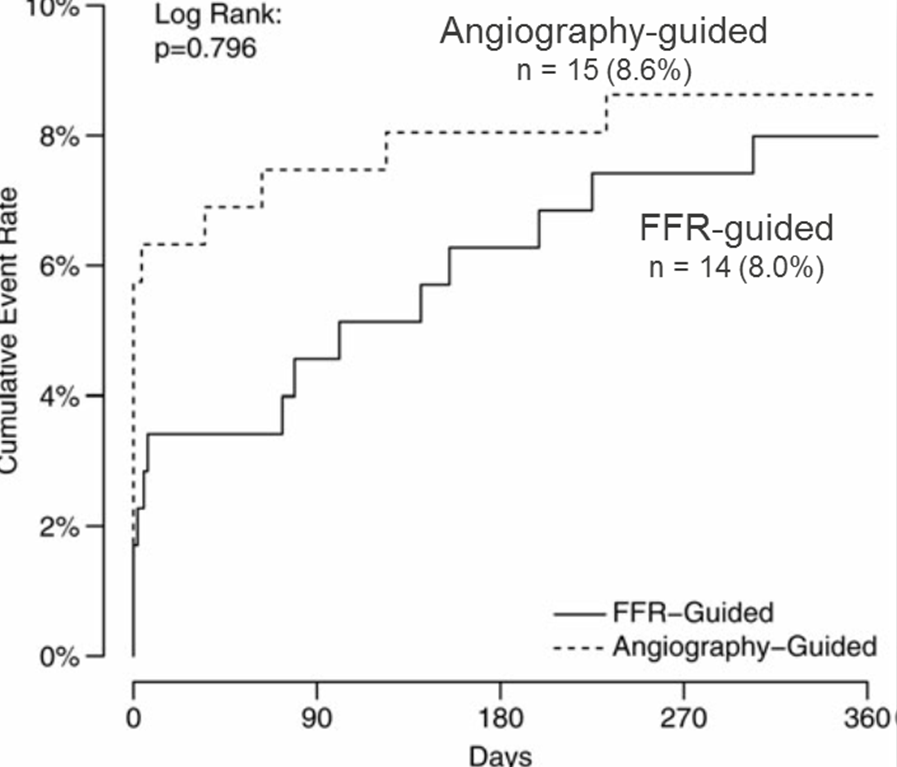 10%
Log Rank:
p=0.796
Angiography-guided
n = 15 (8.6%)
8%
FFR-guided
n = 14 (8.0%)
6%
4%
2%
0%
Cumulative Event Rate
FFR–Guided
Angiography–Guided
0 90 180 270 360
Days